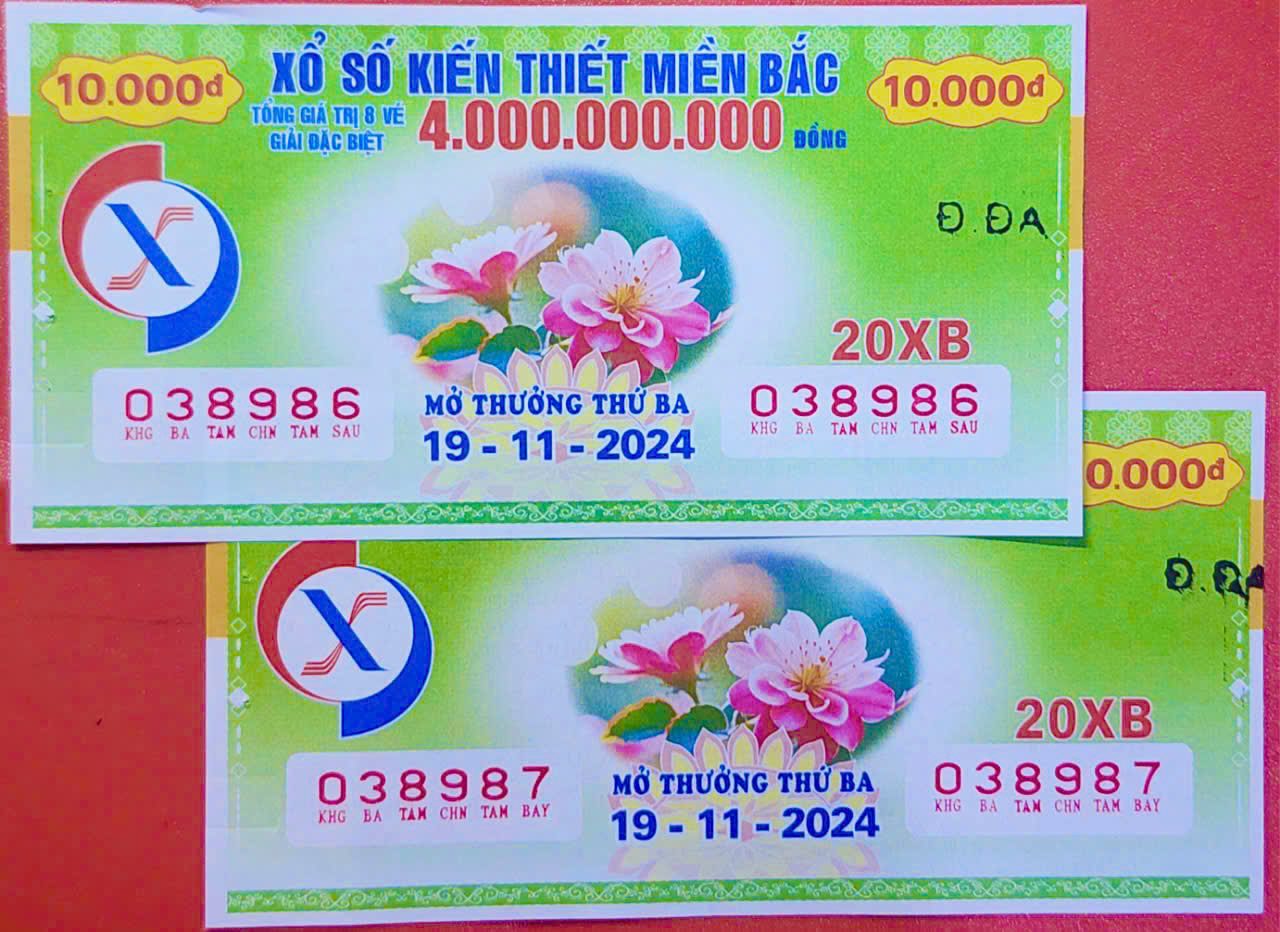 XỔ SỐ KIẾN THIẾT MIỀN BẮC
10.000đ
10.000đ
TỔNG GIÁ TRỊ 8 VÉ
GIẢI ĐẶC BIỆT
4.000.000.000 ĐỒNG
Đ.ĐA
20XB
038986
KHG BA TAM CHN TAM SAU
MỞ THƯỞNG THỨ BA
19 - 11 - 2024
038986
KHG BA TAM CHN TAM SAU
0.000đ
Đ.ĐA
20XB
038987
KHG BA TAM CHN TAM BAY
MỞ THƯỞNG THỨ BA
19 - 11 - 2024
038987
KHG BA TAM CHN TAM BAY